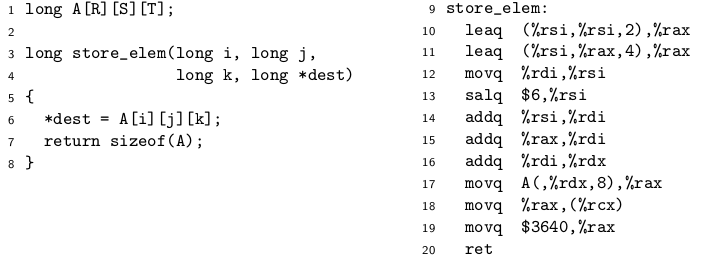 1 long A[R][S][T];
2
3 long store_elem(long i, long j,
4                 long k, long *dest)
5 {
6   *dest = A[i][j][k];
7   return sizeof(A);
8 }
9 store_elem:
10   leaq  (%rsi,%rsi,2),%rax
11   leaq  (%rsi,%rax,4),%rax
12   movq  %rdi,%rsi
13   salq  $6,%rsi
14   addq  %rsi,%rdi
15   addq  %rax,%rdi
16   addq  %rdi,%rdx
17   movq  A(,%rdx,8),%rax
18   movq  %rax,(%rcx)
19   movq  $3640,%rax
20   ret